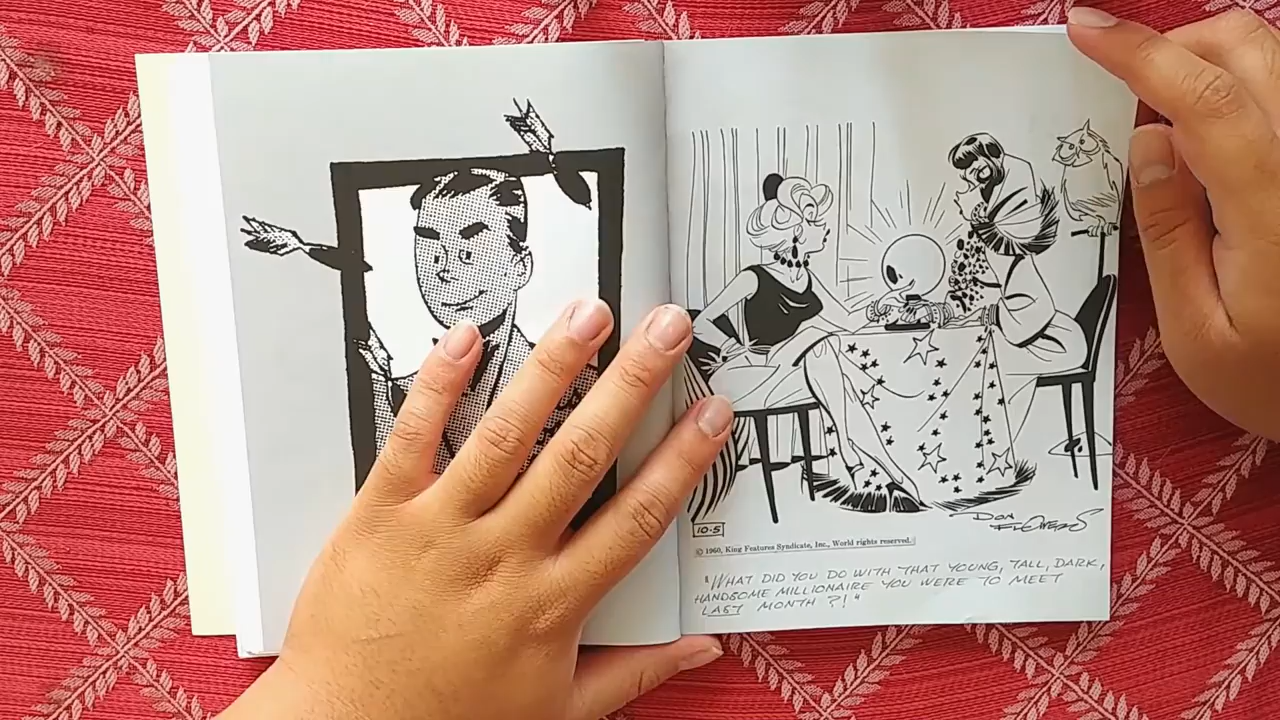 DON
FLOWERS
10-5
© 1960, King Features Syndicate, Inc., World rights reserved.
"WHAT DID YOU DO WITH THAT YOUNG, TALL, DARK,
HANDSOME MILLIONAIRE YOU WERE TO MEET
LAST MONTH ?!"